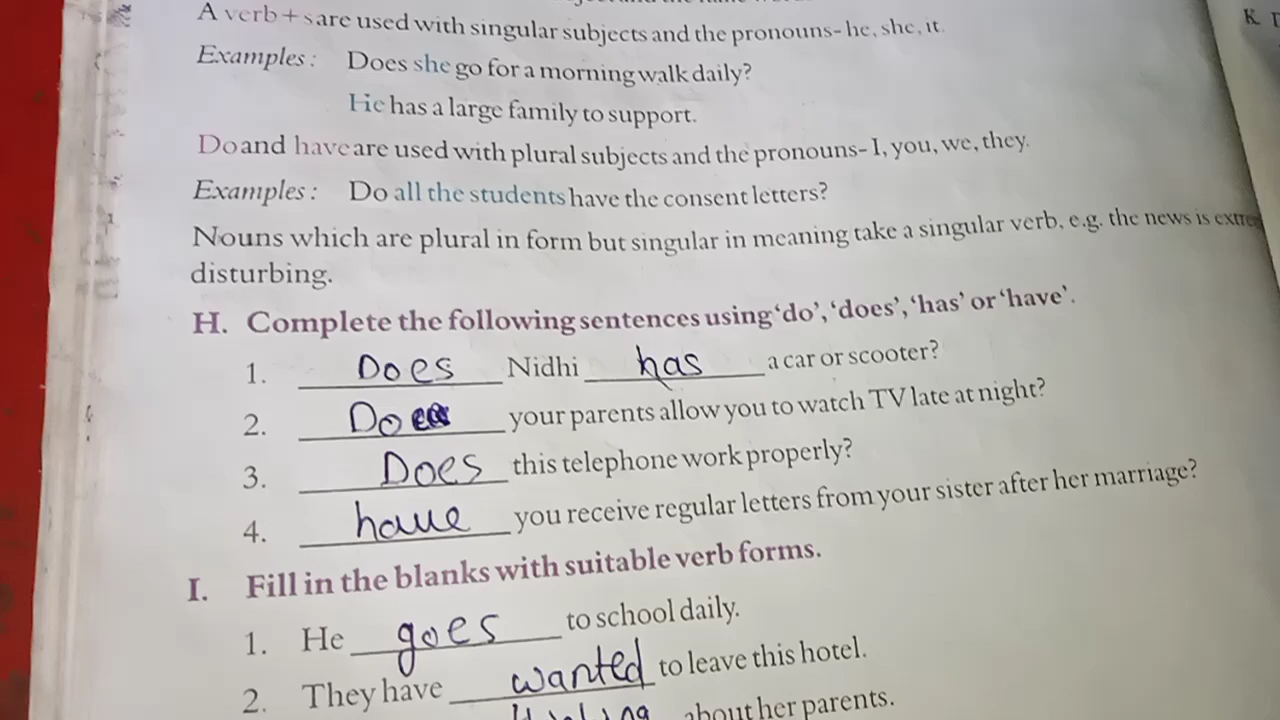 A verb + s are used with singular subjects and the pronouns- he, she, it.
Examples : Does she go for a morning walk daily?
He has a large family to support.
Do and have are used with plural subjects and the pronouns- I, you, we, they.
Examples : Do all the students have the consent letters?
Nouns which are plural in form but singular in meaning take a singular verb, e.g. the news is
disturbing.
H. Complete the following sentences using 'do', 'does', 'has' or 'have'.
1. Does Nidhi has a car or scooter?
2. Do your parents allow you to watch TV late at night?
3. Does this telephone work properly?
4. have you receive regular letters from your sister after her marriage?
I. Fill in the blanks with suitable verb forms.
1. He goes to school daily.
2. They have wanted to leave this hotel.
about her parents.
K.